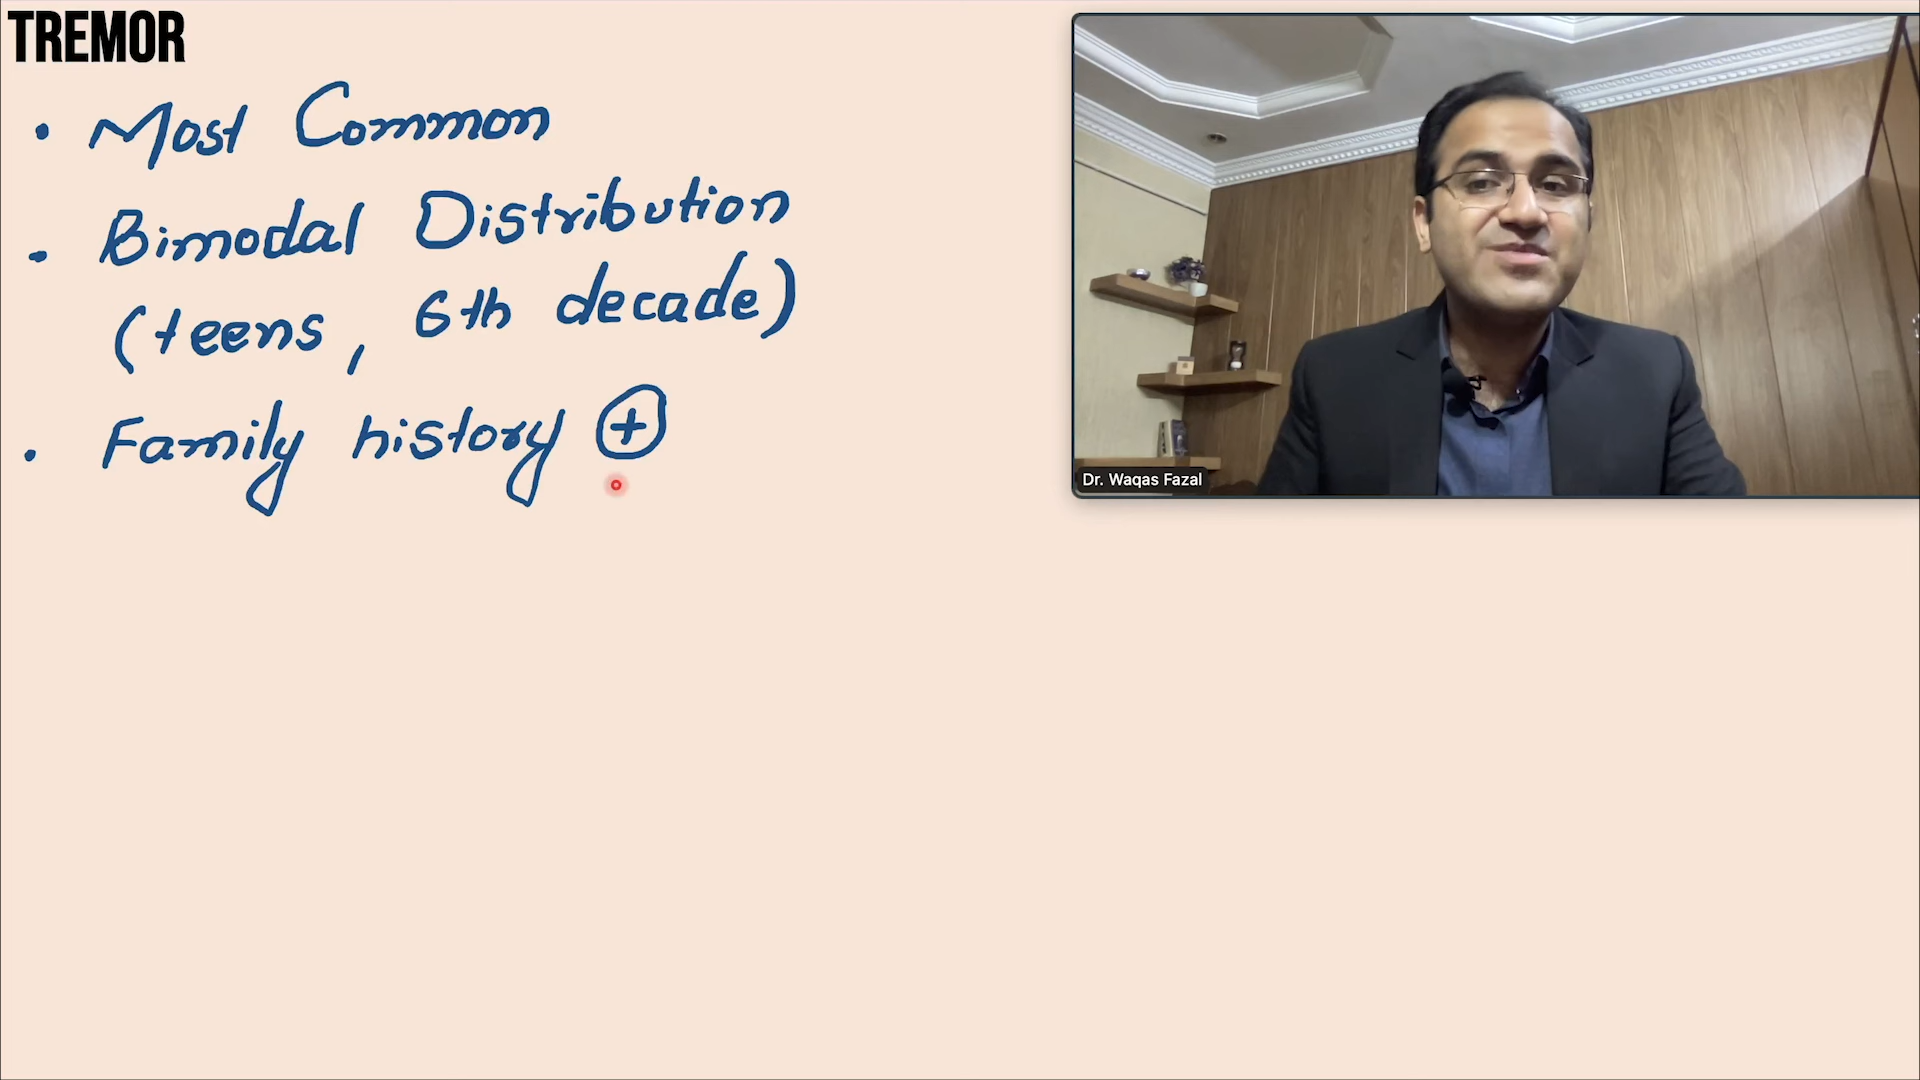 TREMOR
• Most Common
• Bimodal Distribution
(teens, 6th decade)
• Family history ⊕
Dr. Waqas Fazal